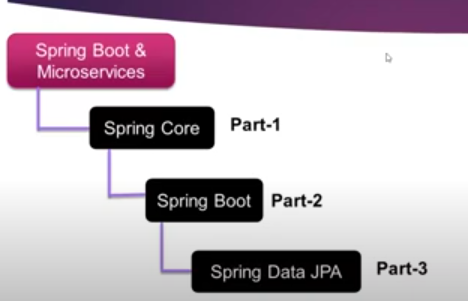 Spring Boot &
Microservices
Spring Core Part-1
Spring Boot Part-2
Spring Data JPA Part-3